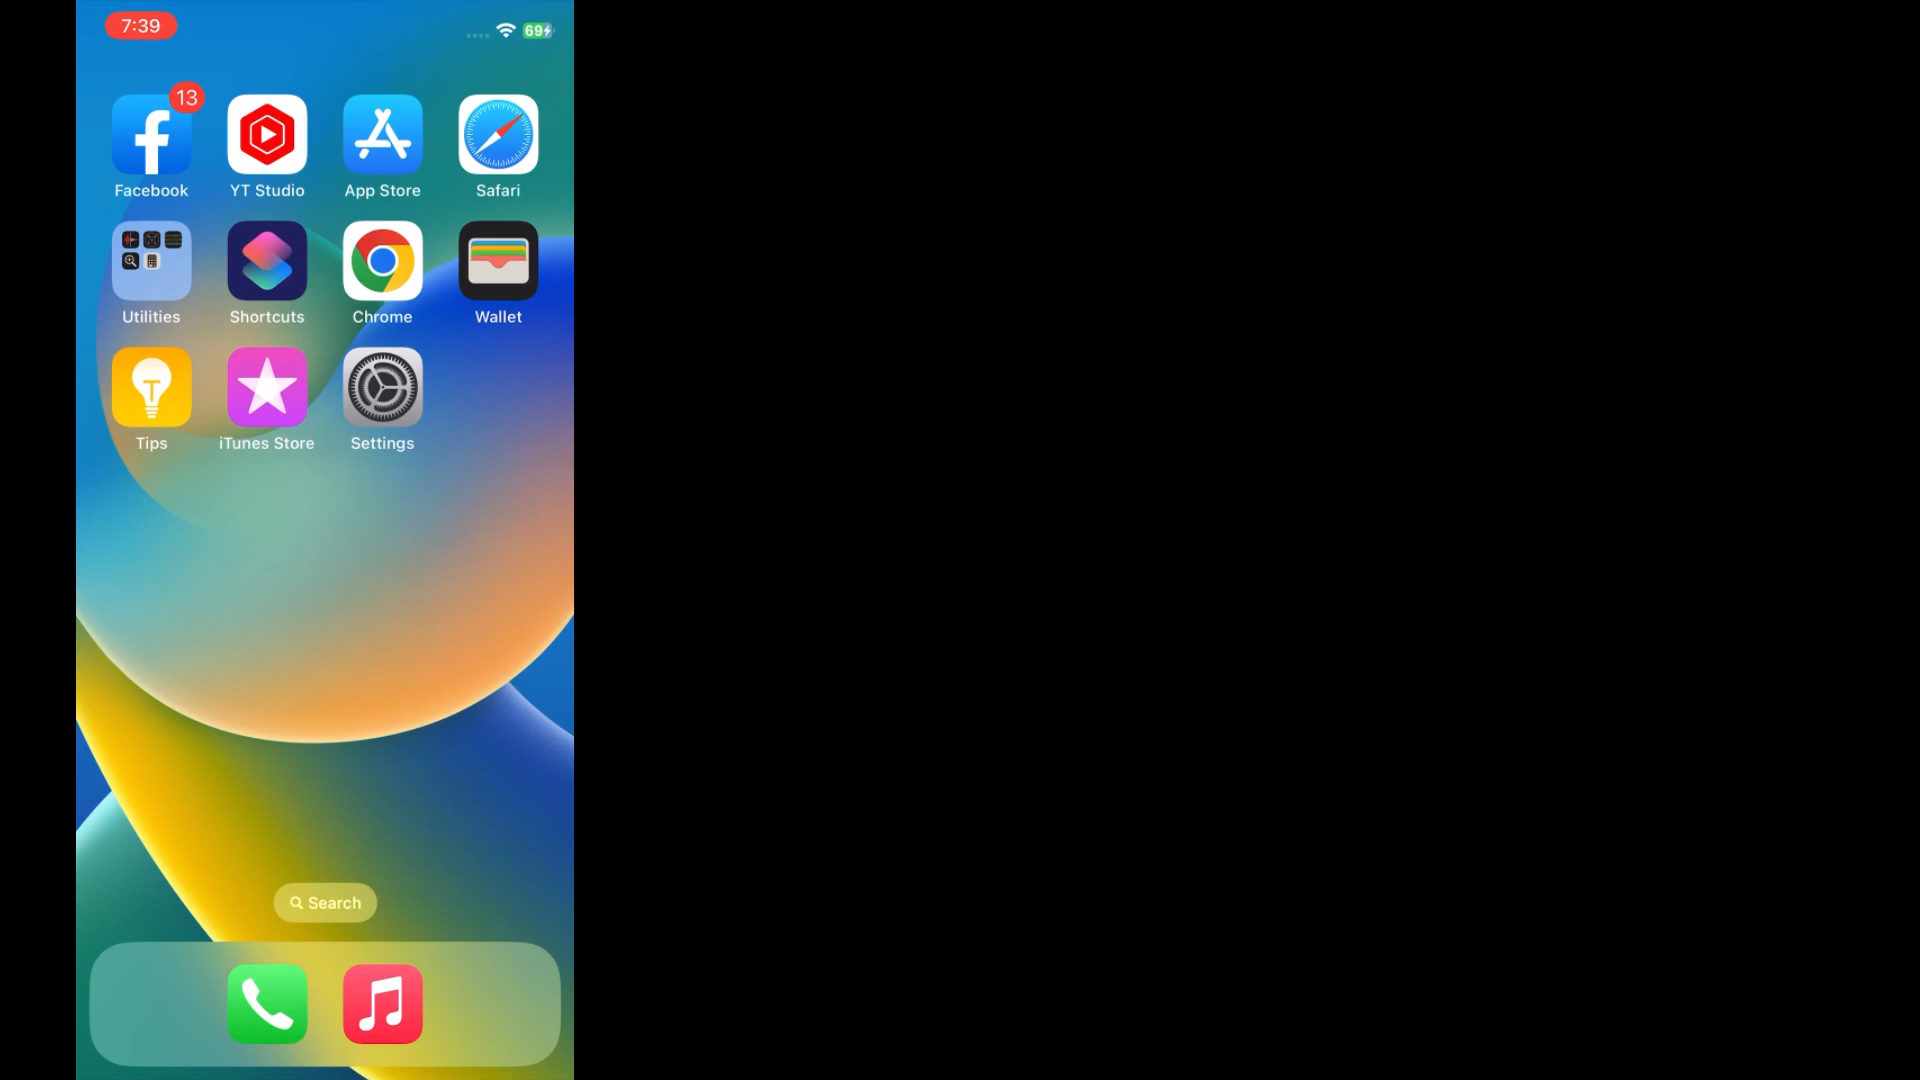 7:39
69
13
Facebook
YT Studio
App Store
Safari
Utilities
Shortcuts
Chrome
Wallet
Tips
iTunes Store
Settings
Search